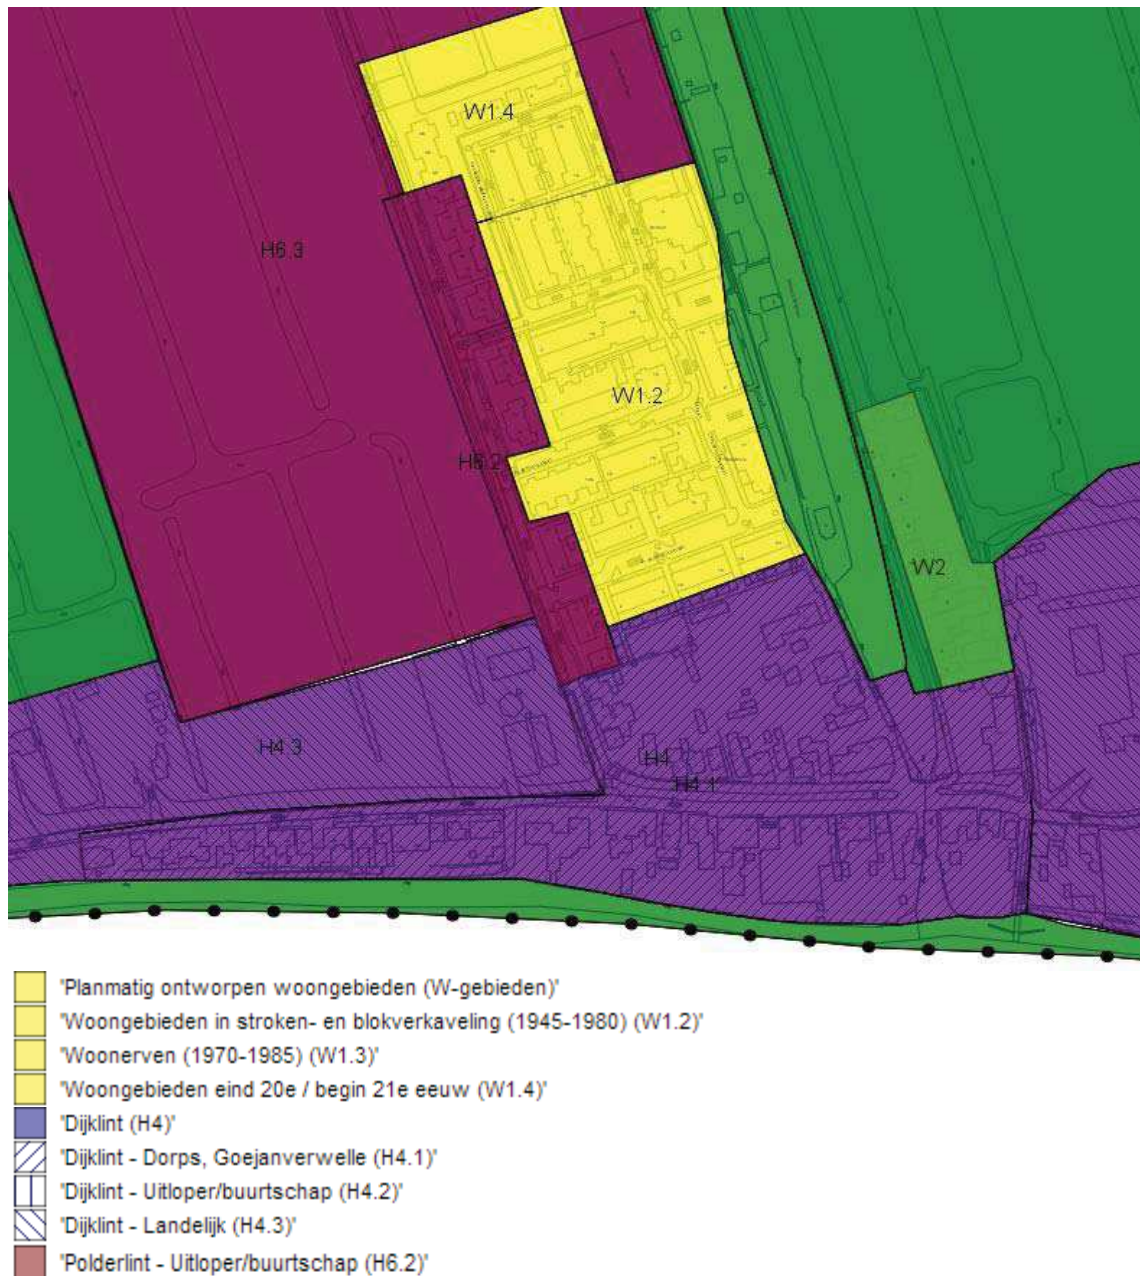 W1.4
H6.3
W1.2
H6.2
W2
H4.3
H4
H4.1
'Planmatig ontworpen woongebieden (W-gebieden)'
'Woongebieden in stroken- en blokverkaveling (1945-1980) (W1.2)'
'Woonerven (1970-1985) (W1.3)'
'Woongebieden eind 20e / begin 21e eeuw (W1.4)'
'Dijklint (H4)'
'Dijklint - Dorps, Goejanverwelle (H4.1)'
'Dijklint - Uitloper/buurtschap (H4.2)'
'Dijklint - Landelijk (H4.3)'
'Polderlint - Uitloper/buurtschap (H6.2)'